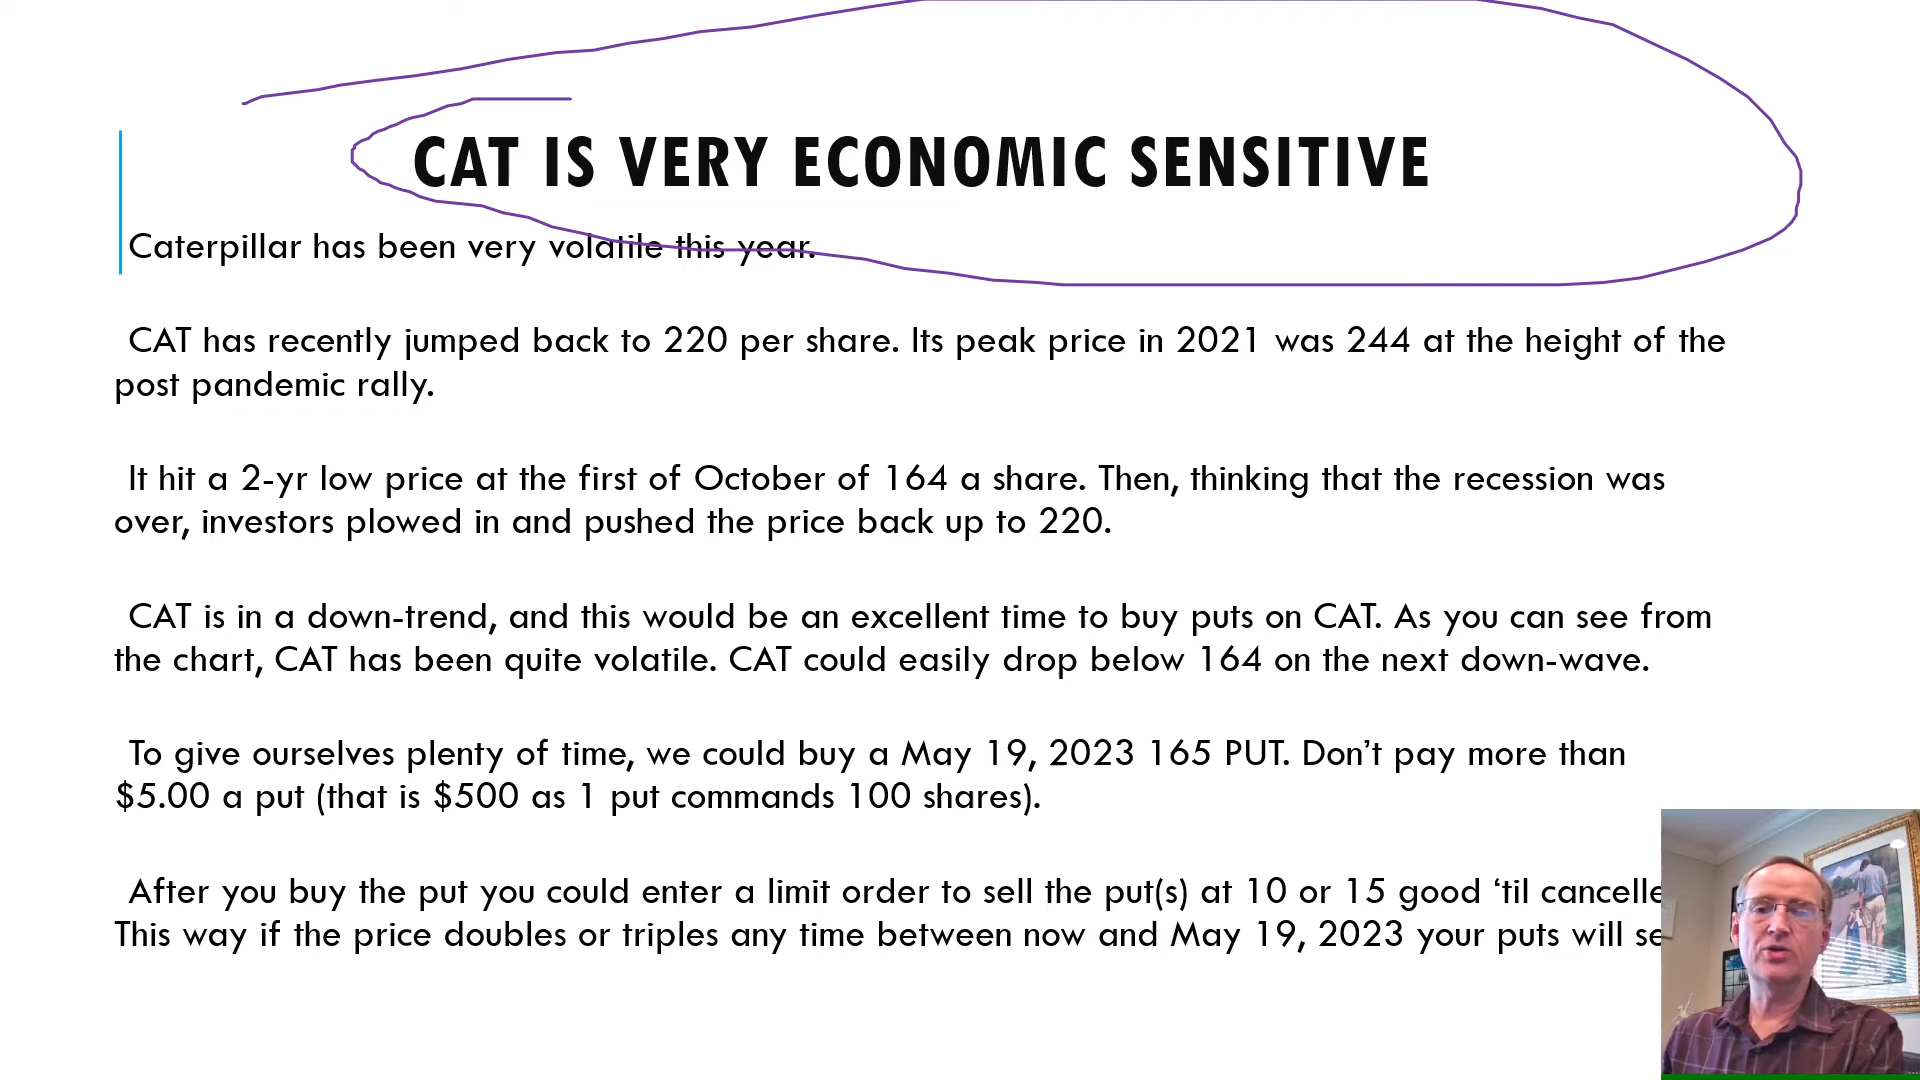 CAT IS VERY ECONOMIC SENSITIVE
Caterpillar has been very volatile this year.
CAT has recently jumped back to 220 per share. Its peak price in 2021 was 244 at the height of the
post pandemic rally.
It hit a 2-yr low price at the first of October of 164 a share. Then, thinking that the recession was
over, investors plowed in and pushed the price back up to 220.
CAT is in a down-trend, and this would be an excellent time to buy puts on CAT. As you can see from
the chart, CAT has been quite volatile. CAT could easily drop below 164 on the next down-wave.
To give ourselves plenty of time, we could buy a May 19, 2023 165 PUT. Don’t pay more than
$5.00 a put (that is $500 as 1 put commands 100 shares).
After you buy the put you could enter a limit order to sell the put(s) at 10 or 15 good ‘til cancelle
This way if the price doubles or triples any time between now and May 19, 2023 your puts will se